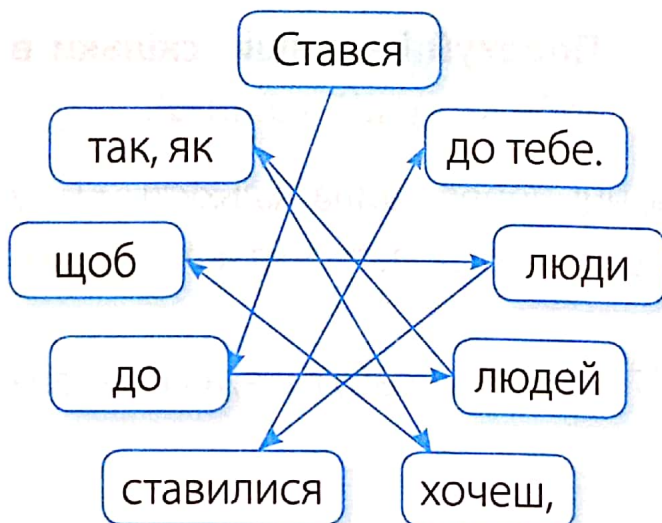 Стався
так, як
до тебе.
щоб
люди
до
людей
ставилися
хочеш,